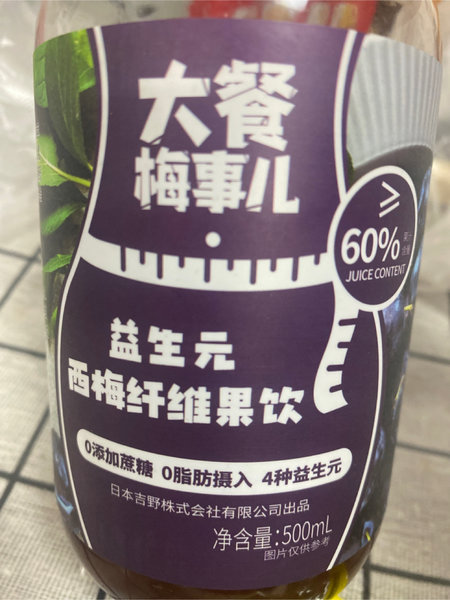 大餐
梅事儿
≥
60%
JUICE CONTENT
益生元
西梅纤维果饮
0添加蔗糖 0脂肪摄入 4种益生元
日本吉野株式会社有限公司出品
净含量:500mL
图片仅供参考